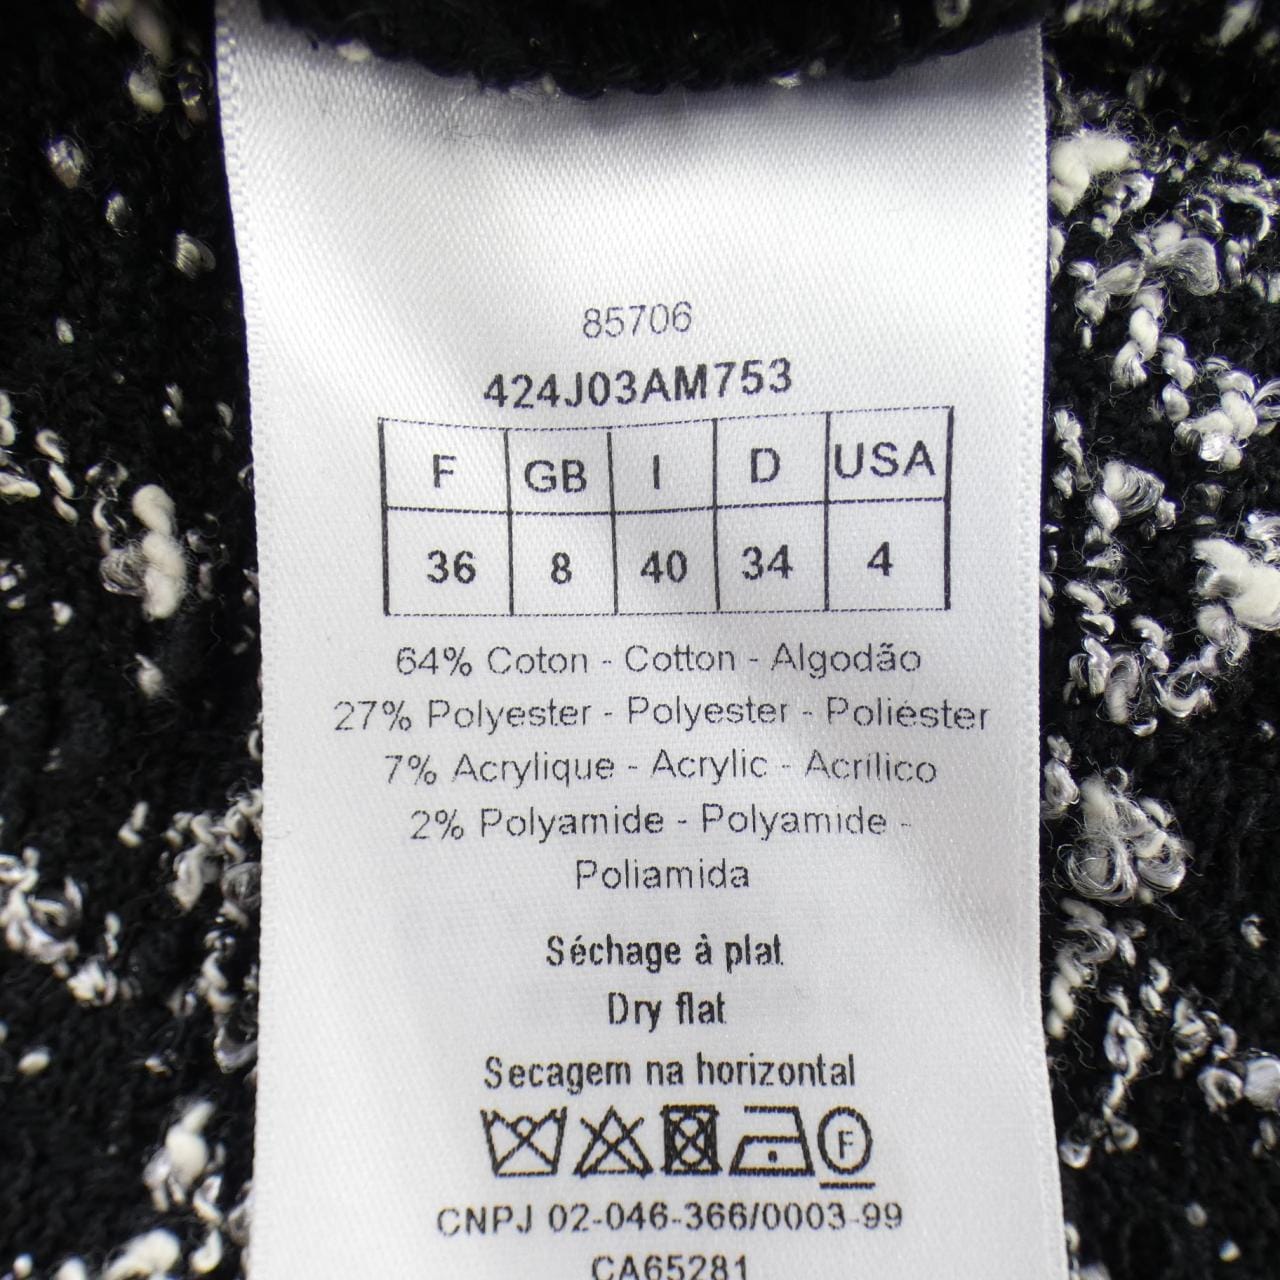 85706
424J03AM753
F GB I D USA
36 8 40 34 4
64% Coton - Cotton - Algodão
27% Polyester - Polyester - Poliéster
7% Acrylique - Acrylic - Acrílico
2% Polyamide - Polyamide -
Poliamida
Séchage à plat
Dry flat
Secagem na horizontal
F
CNPJ 02-046-366/0003-99
CA65281